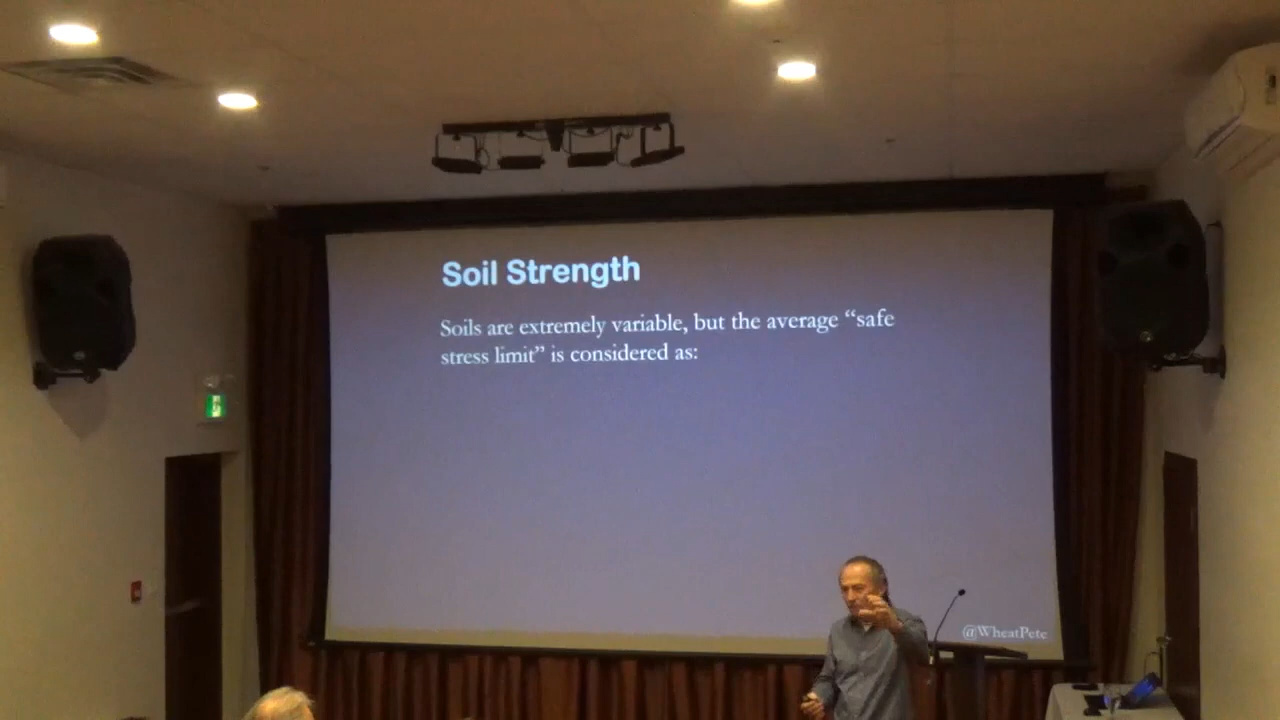 Soil Strength
Soils are extremely variable, but the average “safe
stress limit” is considered as:
@WheatPete